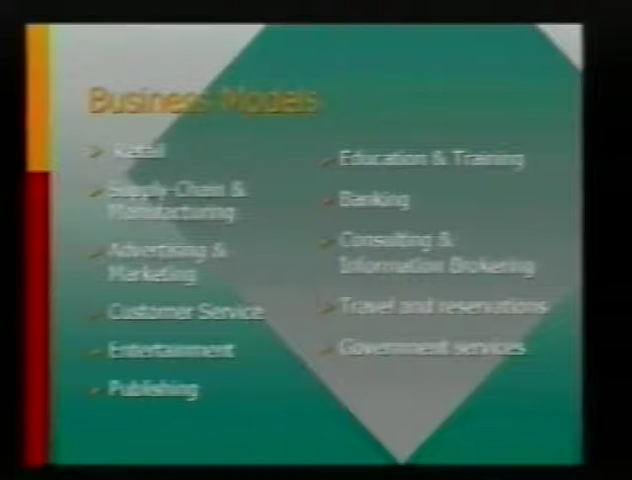 Business Models
Retail
Supply-Chain &
Manufacturing
Advertising &
Marketing
Customer Service
Entertainment
Publishing
Education & Training
Banking
Consulting &
Information Brokering
Travel and reservations
Government services